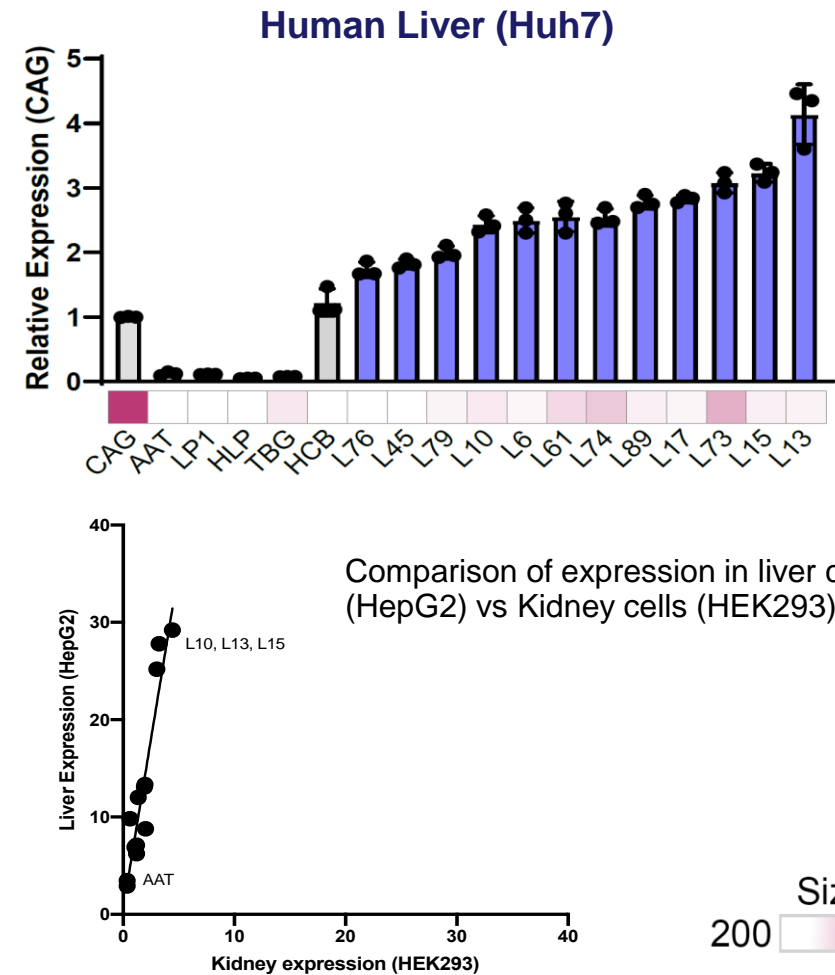 Human Liver (Huh7)
Relative Expression (CAG)
5
4
3
2
1
0
CAG
AAT
LP1
HLP
TBG
HCB
L76
L45
L79
L10
L6
L61
L74
L89
L17
L73
L15
L13
Comparison of expression in liver
(HepG2) vs Kidney cells (HEK293)
Liver Expression (HepG2)
40
30
20
10
0
L10, L13, L15
AAT
0 10 20 30 40
Kidney expression (HEK293)
200